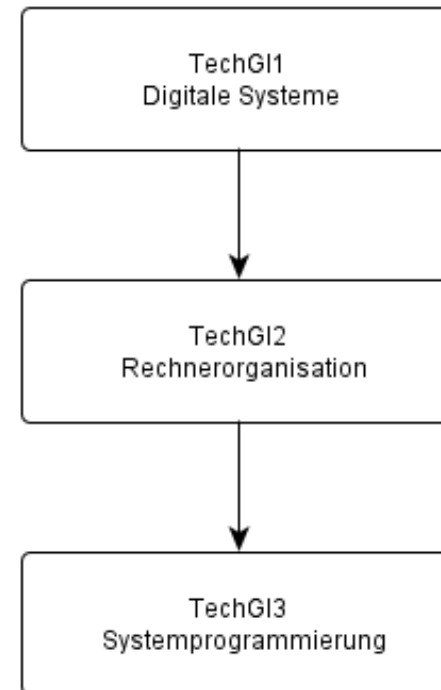 TechGI1
Digitale Systeme
TechGI2
Rechnerorganisation
TechGI3
Systemprogrammierung